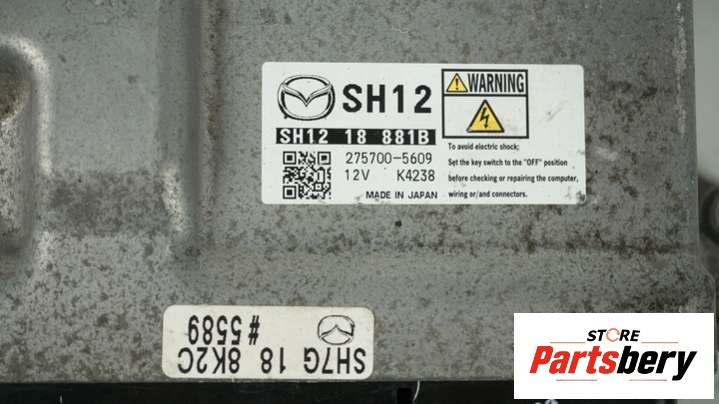 SH12
SH12 18 881B
275700-5609
12V K4238
MADE IN JAPAN
WARNING
To avoid electric shock;
Set the key switch to the "OFF" position
before checking or repairing the computer,
wiring or/and connectors.
SH7G 18 8K2C
#5589
STORE
Partsbery